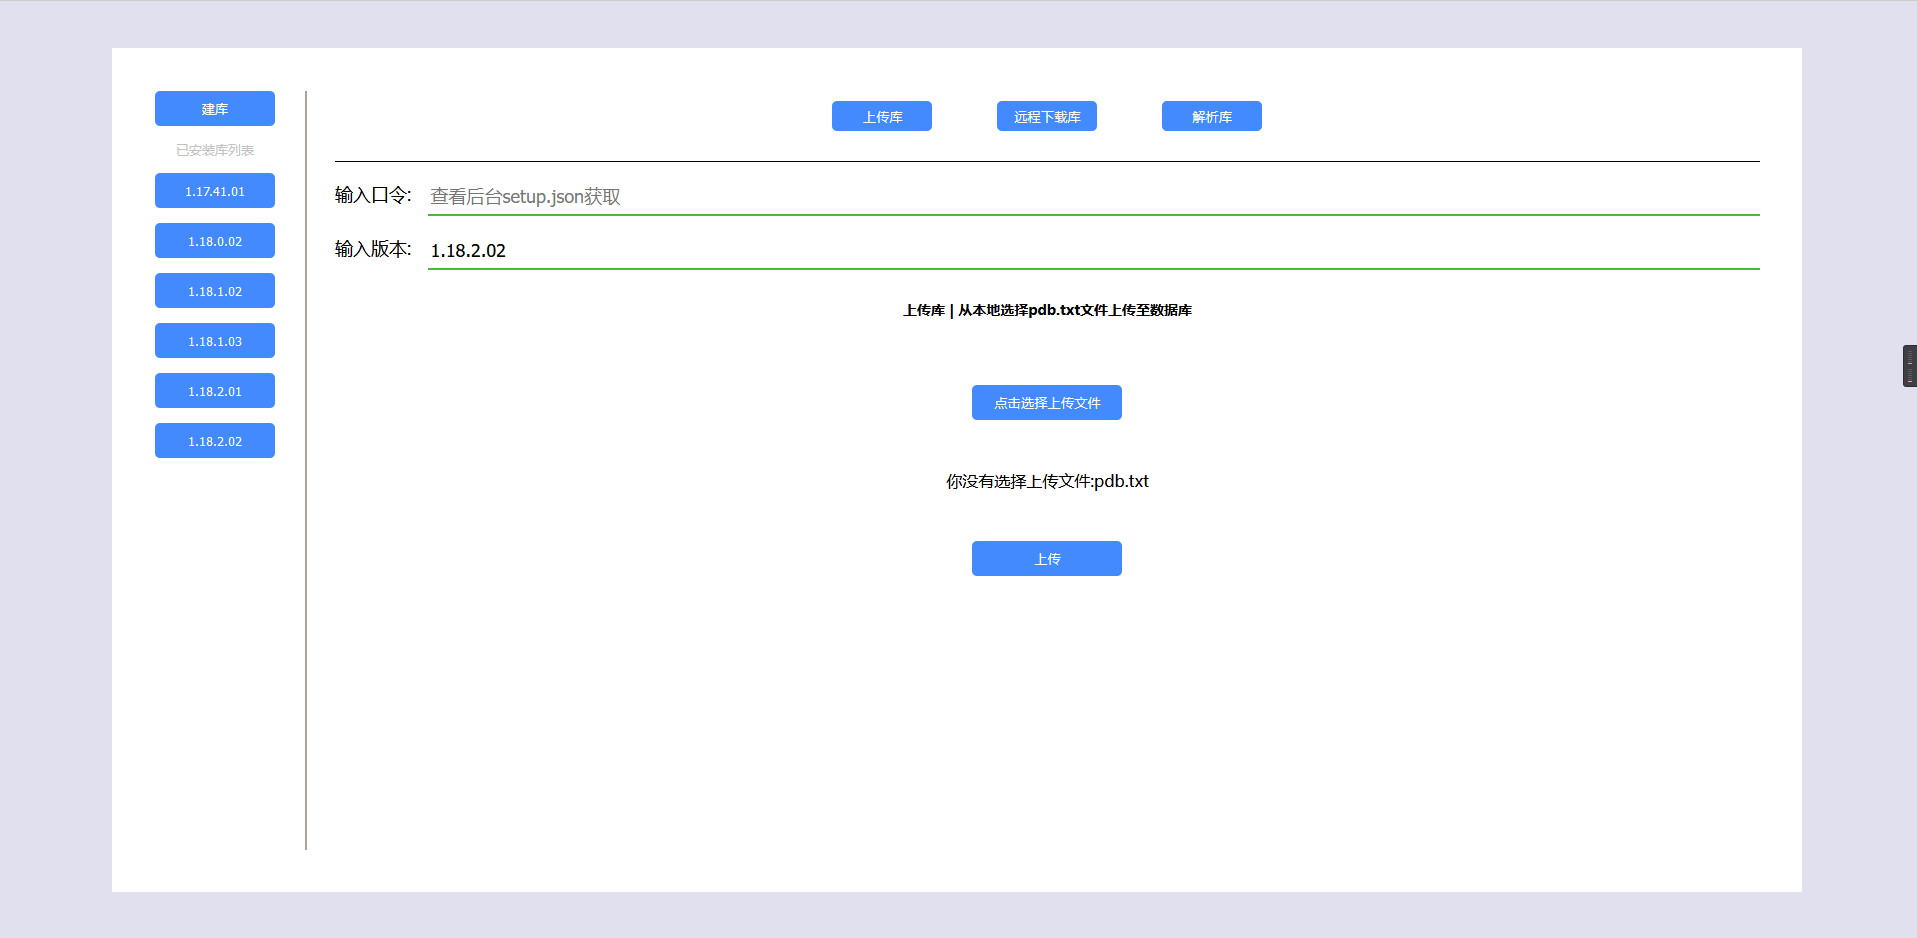 建库
已安装库列表
1.17.41.01
1.18.0.02
1.18.1.02
1.18.1.03
1.18.2.01
1.18.2.02
上传库 远程下载库 解析库
输入口令: 查看后台setup.json获取
输入版本: 1.18.2.02
上传库 | 从本地选择pdb.txt文件上传至数据库
点击选择上传文件
你没有选择上传文件:pdb.txt
上传